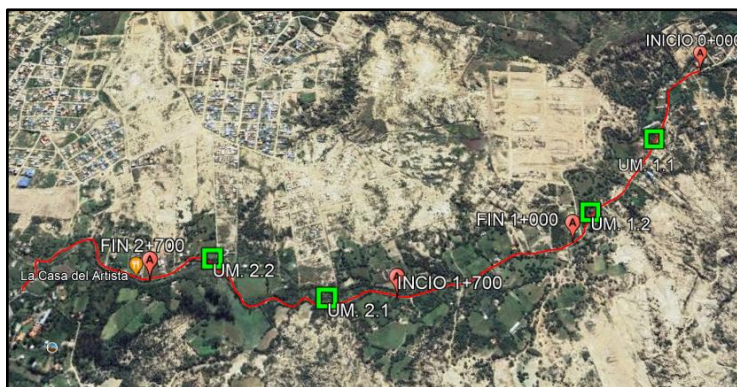 INICIO 0+000
UM. 1.1
FIN 1+000
UM. 1.2
FIN 2+700
La Casa del Artista
UM. 2.2
INCIO 1+700
UM. 2.1